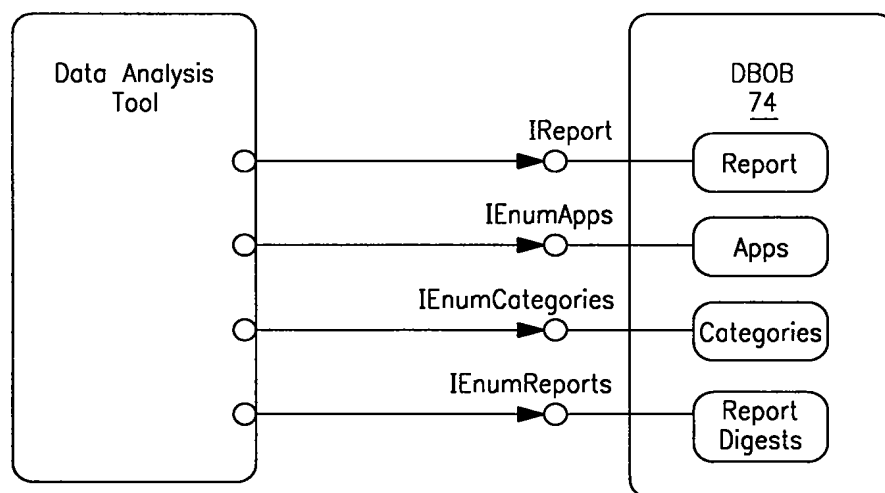 Data Analysis
Tool
DBOB
74
IReport
Report
IEnumApps
Apps
IEnumCategories
Categories
IEnumReports
Report
Digests